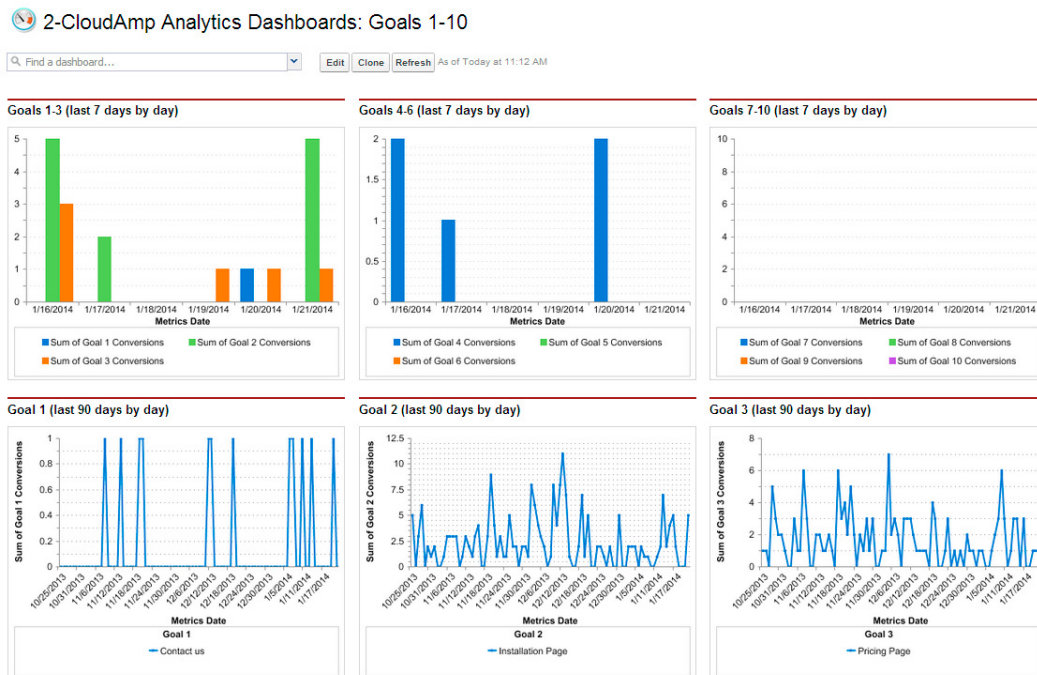 2-CloudAmp Analytics Dashboards: Goals 1-10
Find a dashboard...
Edit Clone Refresh As of Today at 11:12 AM
Goals 1-3 (last 7 days by day)
5
4
3
2
1
0
1/16/2014 1/17/2014 1/18/2014 1/19/2014 1/20/2014 1/21/2014
Metrics Date
Sum of Goal 1 Conversions Sum of Goal 2 Conversions
Sum of Goal 3 Conversions
Goals 4-6 (last 7 days by day)
2
1.5
1
0.5
0
1/16/2014 1/17/2014 1/18/2014 1/19/2014 1/20/2014 1/21/2014
Metrics Date
Sum of Goal 4 Conversions Sum of Goal 5 Conversions
Sum of Goal 6 Conversions
Goals 7-10 (last 7 days by day)
10
8
6
4
2
0
1/16/2014 1/17/2014 1/18/2014 1/19/2014 1/20/2014 1/21/2014
Metrics Date
Sum of Goal 7 Conversions Sum of Goal 8 Conversions
Sum of Goal 9 Conversions Sum of Goal 10 Conversions
Goal 1 (last 90 days by day)
Sum of Goal 1 Conversions
1
0.8
0.6
0.4
0.2
0
10/25/2013 10/31/2013 11/6/2013 11/12/2013 11/18/2013 11/24/2013 11/30/2013 12/6/2013 12/12/2013 12/18/2013 12/24/2013 12/30/2013 1/5/2014 1/11/2014 1/17/2014
Metrics Date
Goal 1
Contact us
Goal 2 (last 90 days by day)
Sum of Goal 2 Conversions
12.5
10
7.5
5
2.5
0
10/25/2013 10/31/2013 11/6/2013 11/12/2013 11/18/2013 11/24/2013 11/30/2013 12/6/2013 12/12/2013 12/18/2013 12/24/2013 12/30/2013 1/5/2014 1/11/2014 1/17/2014
Metrics Date
Goal 2
Installation Page
Goal 3 (last 90 days by day)
Sum of Goal 3 Conversions
8
6
4
2
0
10/25/2013 10/31/2013 11/6/2013 11/12/2013 11/18/2013 11/24/2013 11/30/2013 12/6/2013 12/12/2013 12/18/2013 12/24/2013 12/30/2013 1/5/2014 1/11/2014 1/17/2014
Metrics Date
Goal 3
Pricing Page